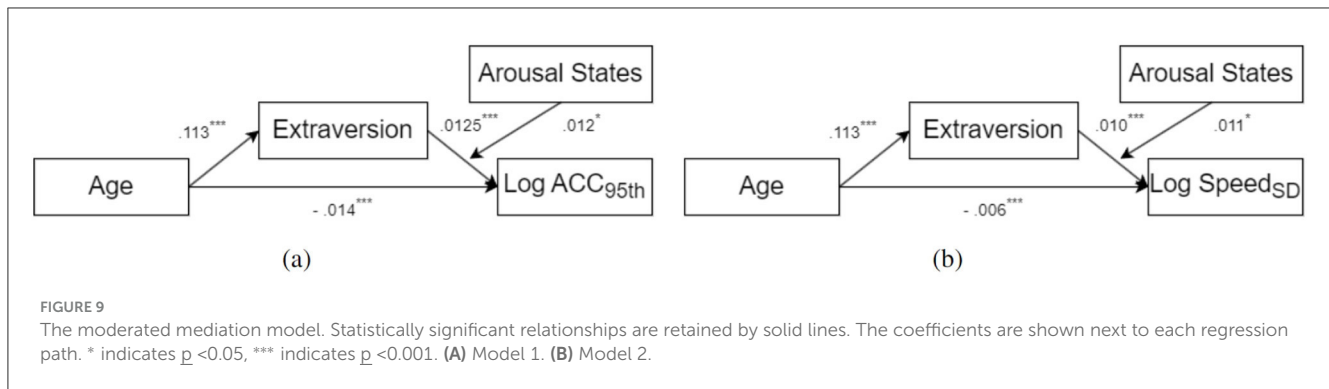 Arousal States
.113***
Extraversion
.0125***
.012*
Age
Log ACC95th
- .014***
(a)
Arousal States
.113***
Extraversion
.010***
.011*
Age
Log SpeedSD
- .006***
(b)
FIGURE 9
The moderated mediation model. Statistically significant relationships are retained by solid lines. The coefficients are shown next to each regression
path. * indicates p <0.05, *** indicates p <0.001. (A) Model 1. (B) Model 2.